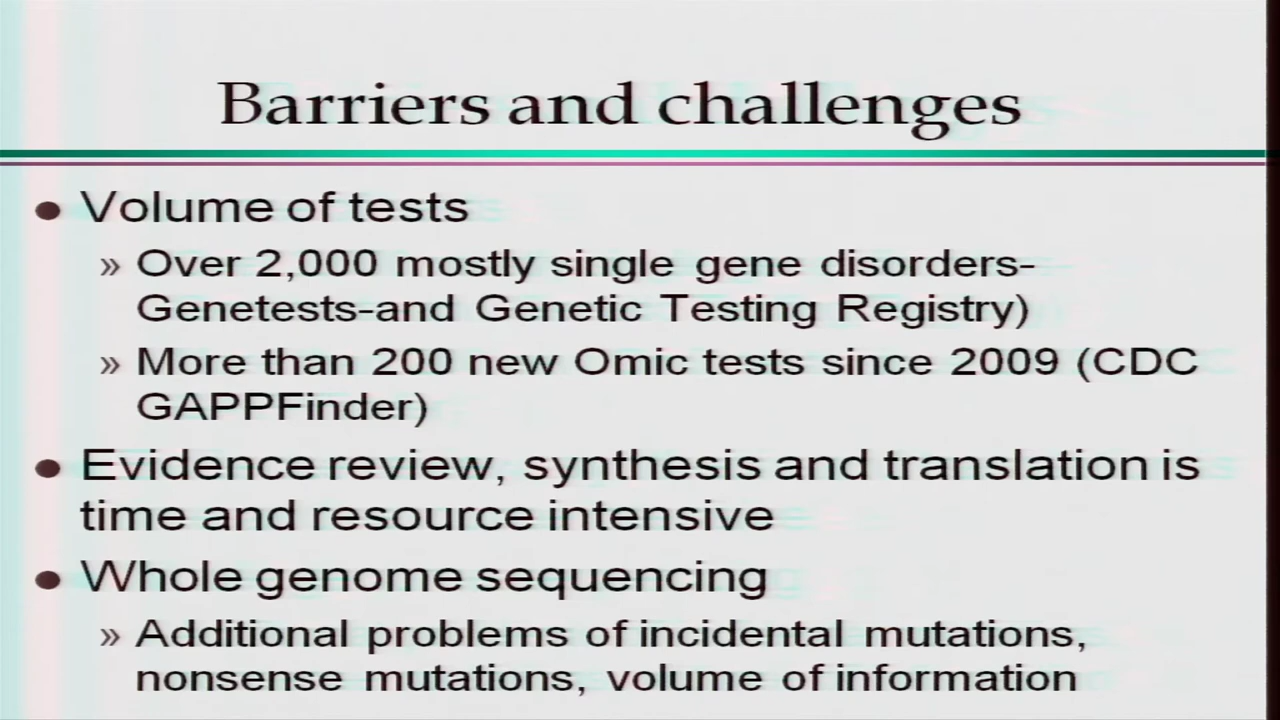 Barriers and challenges
• Volume of tests
» Over 2,000 mostly single gene disorders-
Genetests-and Genetic Testing Registry)
» More than 200 new Omic tests since 2009 (CDC
GAPPFinder)
• Evidence review, synthesis and translation is
time and resource intensive
• Whole genome sequencing
» Additional problems of incidental mutations,
nonsense mutations, volume of information